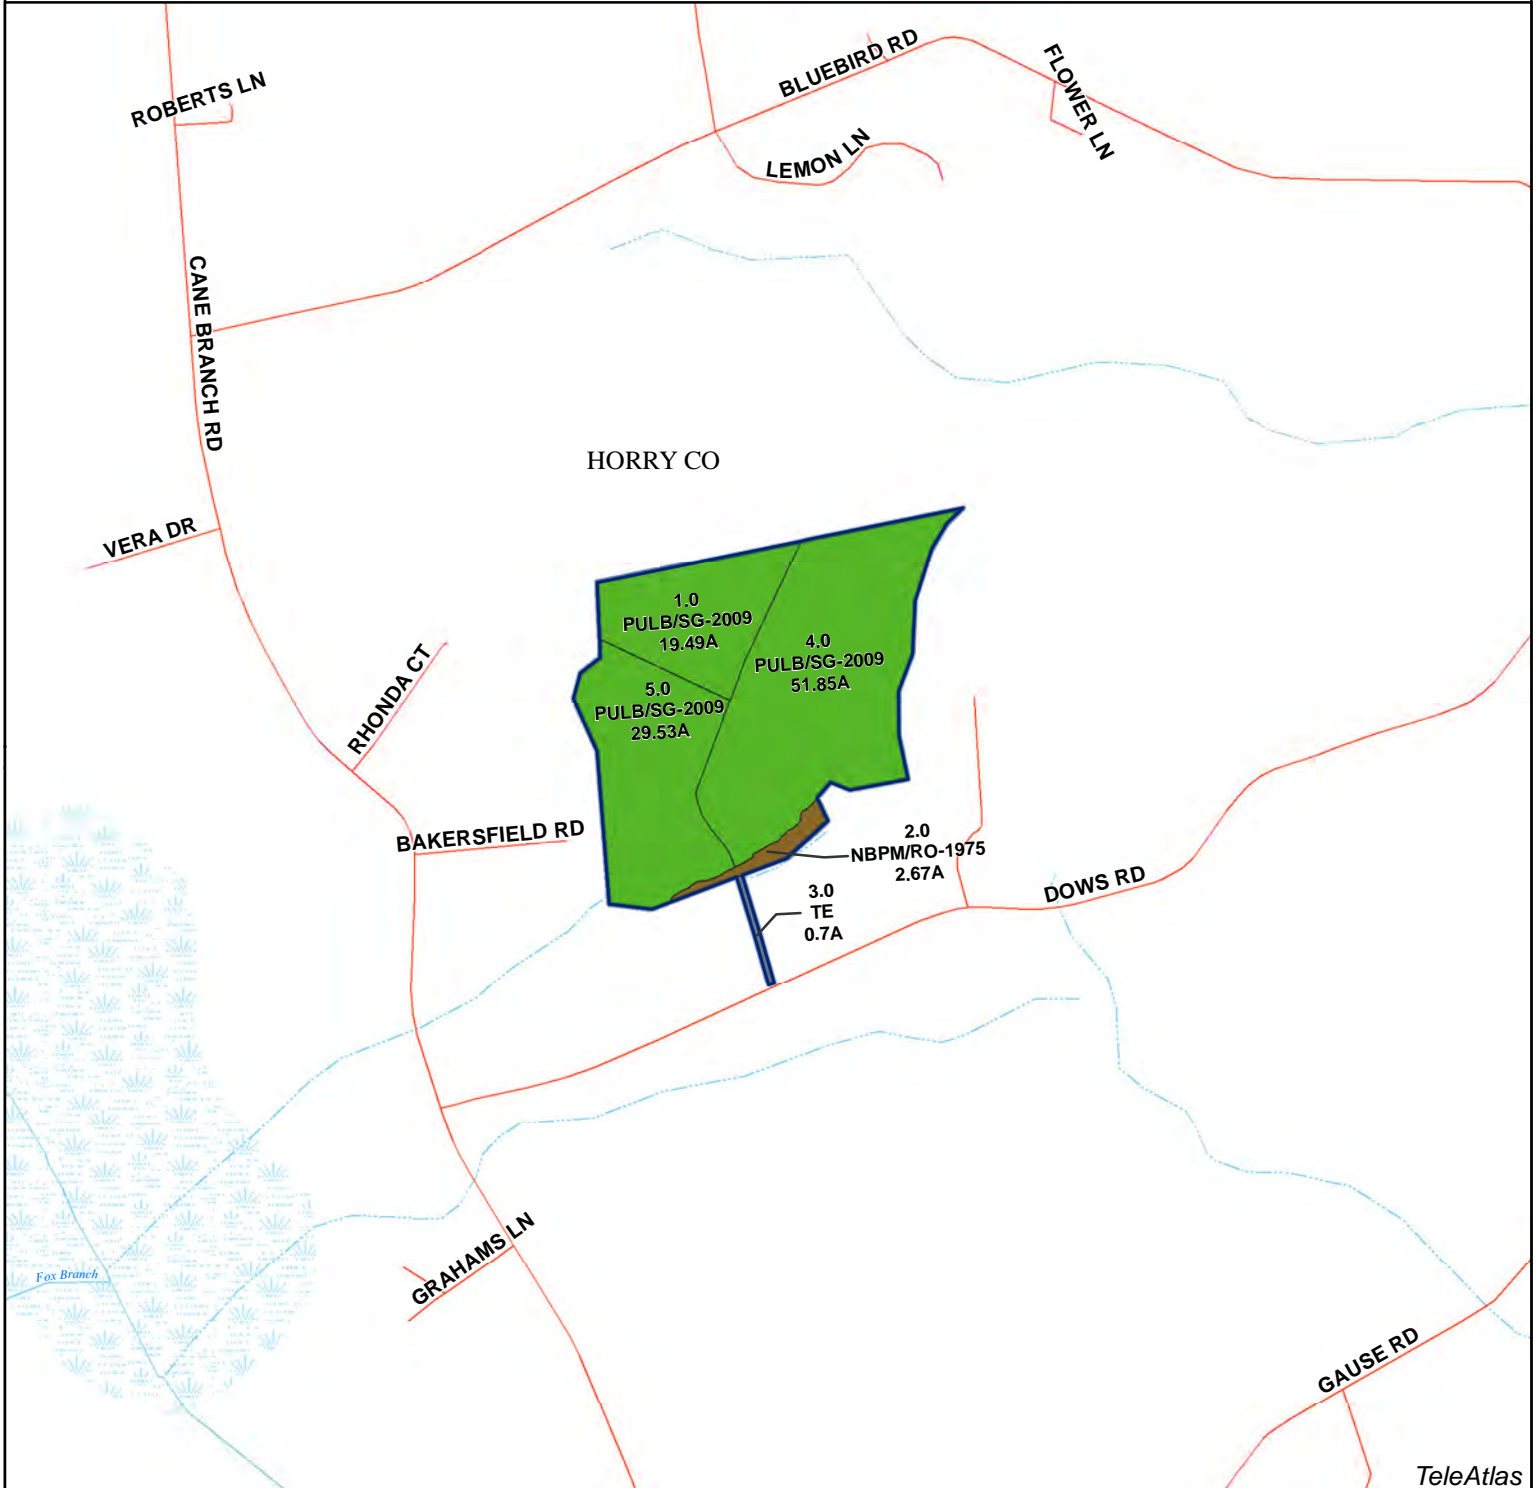 BLUEBIRD RD
FLOWER LN
ROBERTS LN
LEMON LN
CANE BRANCH RD
HORRY CO
VERA DR
1.0
PULB/SG-2009
19.49A
4.0
PULB/SG-2009
51.85A
5.0
PULB/SG-2009
29.53A
RHONDA CT
BAKERSFIELD RD
2.0
NBPM/RO-1975
2.67A
3.0
TE
0.7A
DOWS RD
GRAHAMS LN
Fox Branch
GAUSE RD
TeleAtlas